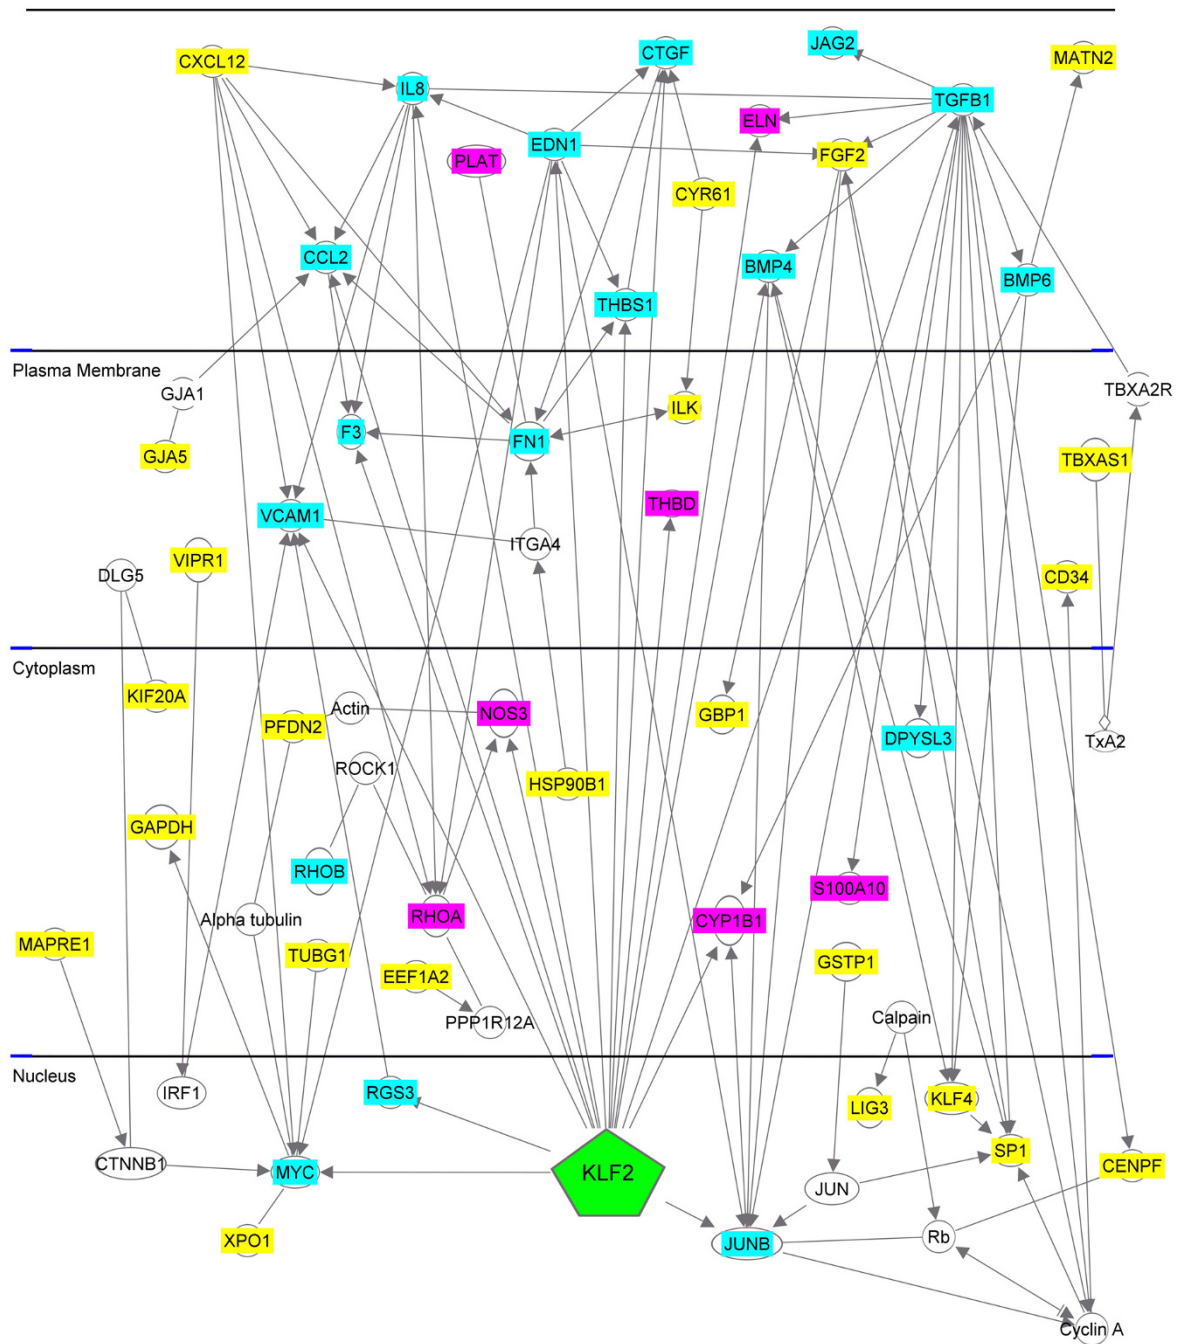 CTGF
JAG2
CXCL12
MATN2
IL8
TGFB1
ELN
EDN1
FGF2
PLAT
CYR61
CCL2
BMP4
BMP6
THBS1
Plasma Membrane
GJA1
TBXA2R
ILK
F3
FN1
GJA5
TBXAS1
THBD
VCAM1
ITGA4
VIPR1
DLG5
CD34
Cytoplasm
KIF20A
Actin
NOS3
GBP1
PFDN2
DPYSL3
TxA2
ROCK1
HSP90B1
GAPDH
RHOB
S100A10
RHOA
CYP1B1
Alpha tubulin
MAPRE1
TUBG1
GSTP1
EEF1A2
PPP1R12A
Calpain
Nucleus
IRF1
RGS3
LIG3
KLF4
SP1
CTNNB1
MYC
KLF2
CENPF
JUN
XPO1
JUNB
Rb
Cyclin A